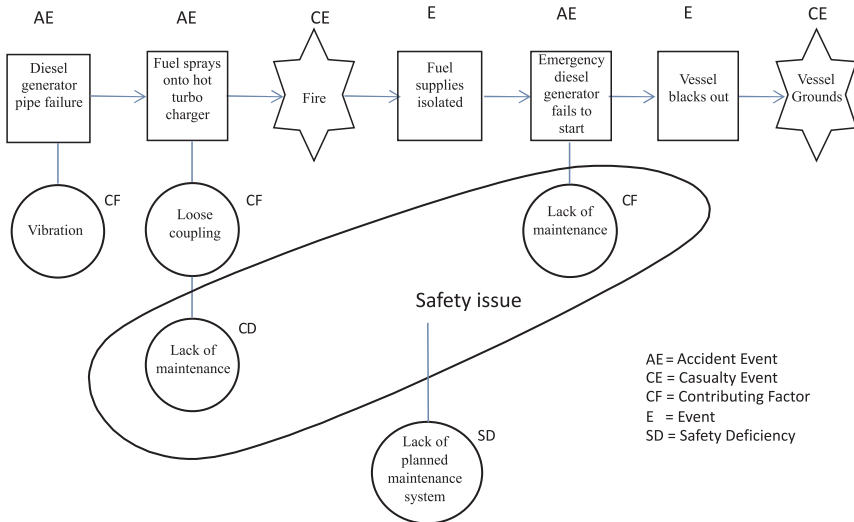 AE
AE
CE
E
AE
E
CE
Diesel
generator
pipe failure
Fuel sprays
onto hot
turbo
charger
Fire
Fuel
supplies
isolated
Emergency
diesel
generator
fails to
start
Vessel
blacks out
Vessel
Grounds
Vibration
CF
Loose
coupling
CF
Lack of
maintenance
CF
Safety issue
Lack of
maintenance
CD
Lack of
planned
maintenance
system
SD
AE = Accident Event
CE = Casualty Event
CF = Contributing Factor
E = Event
SD = Safety Deficiency